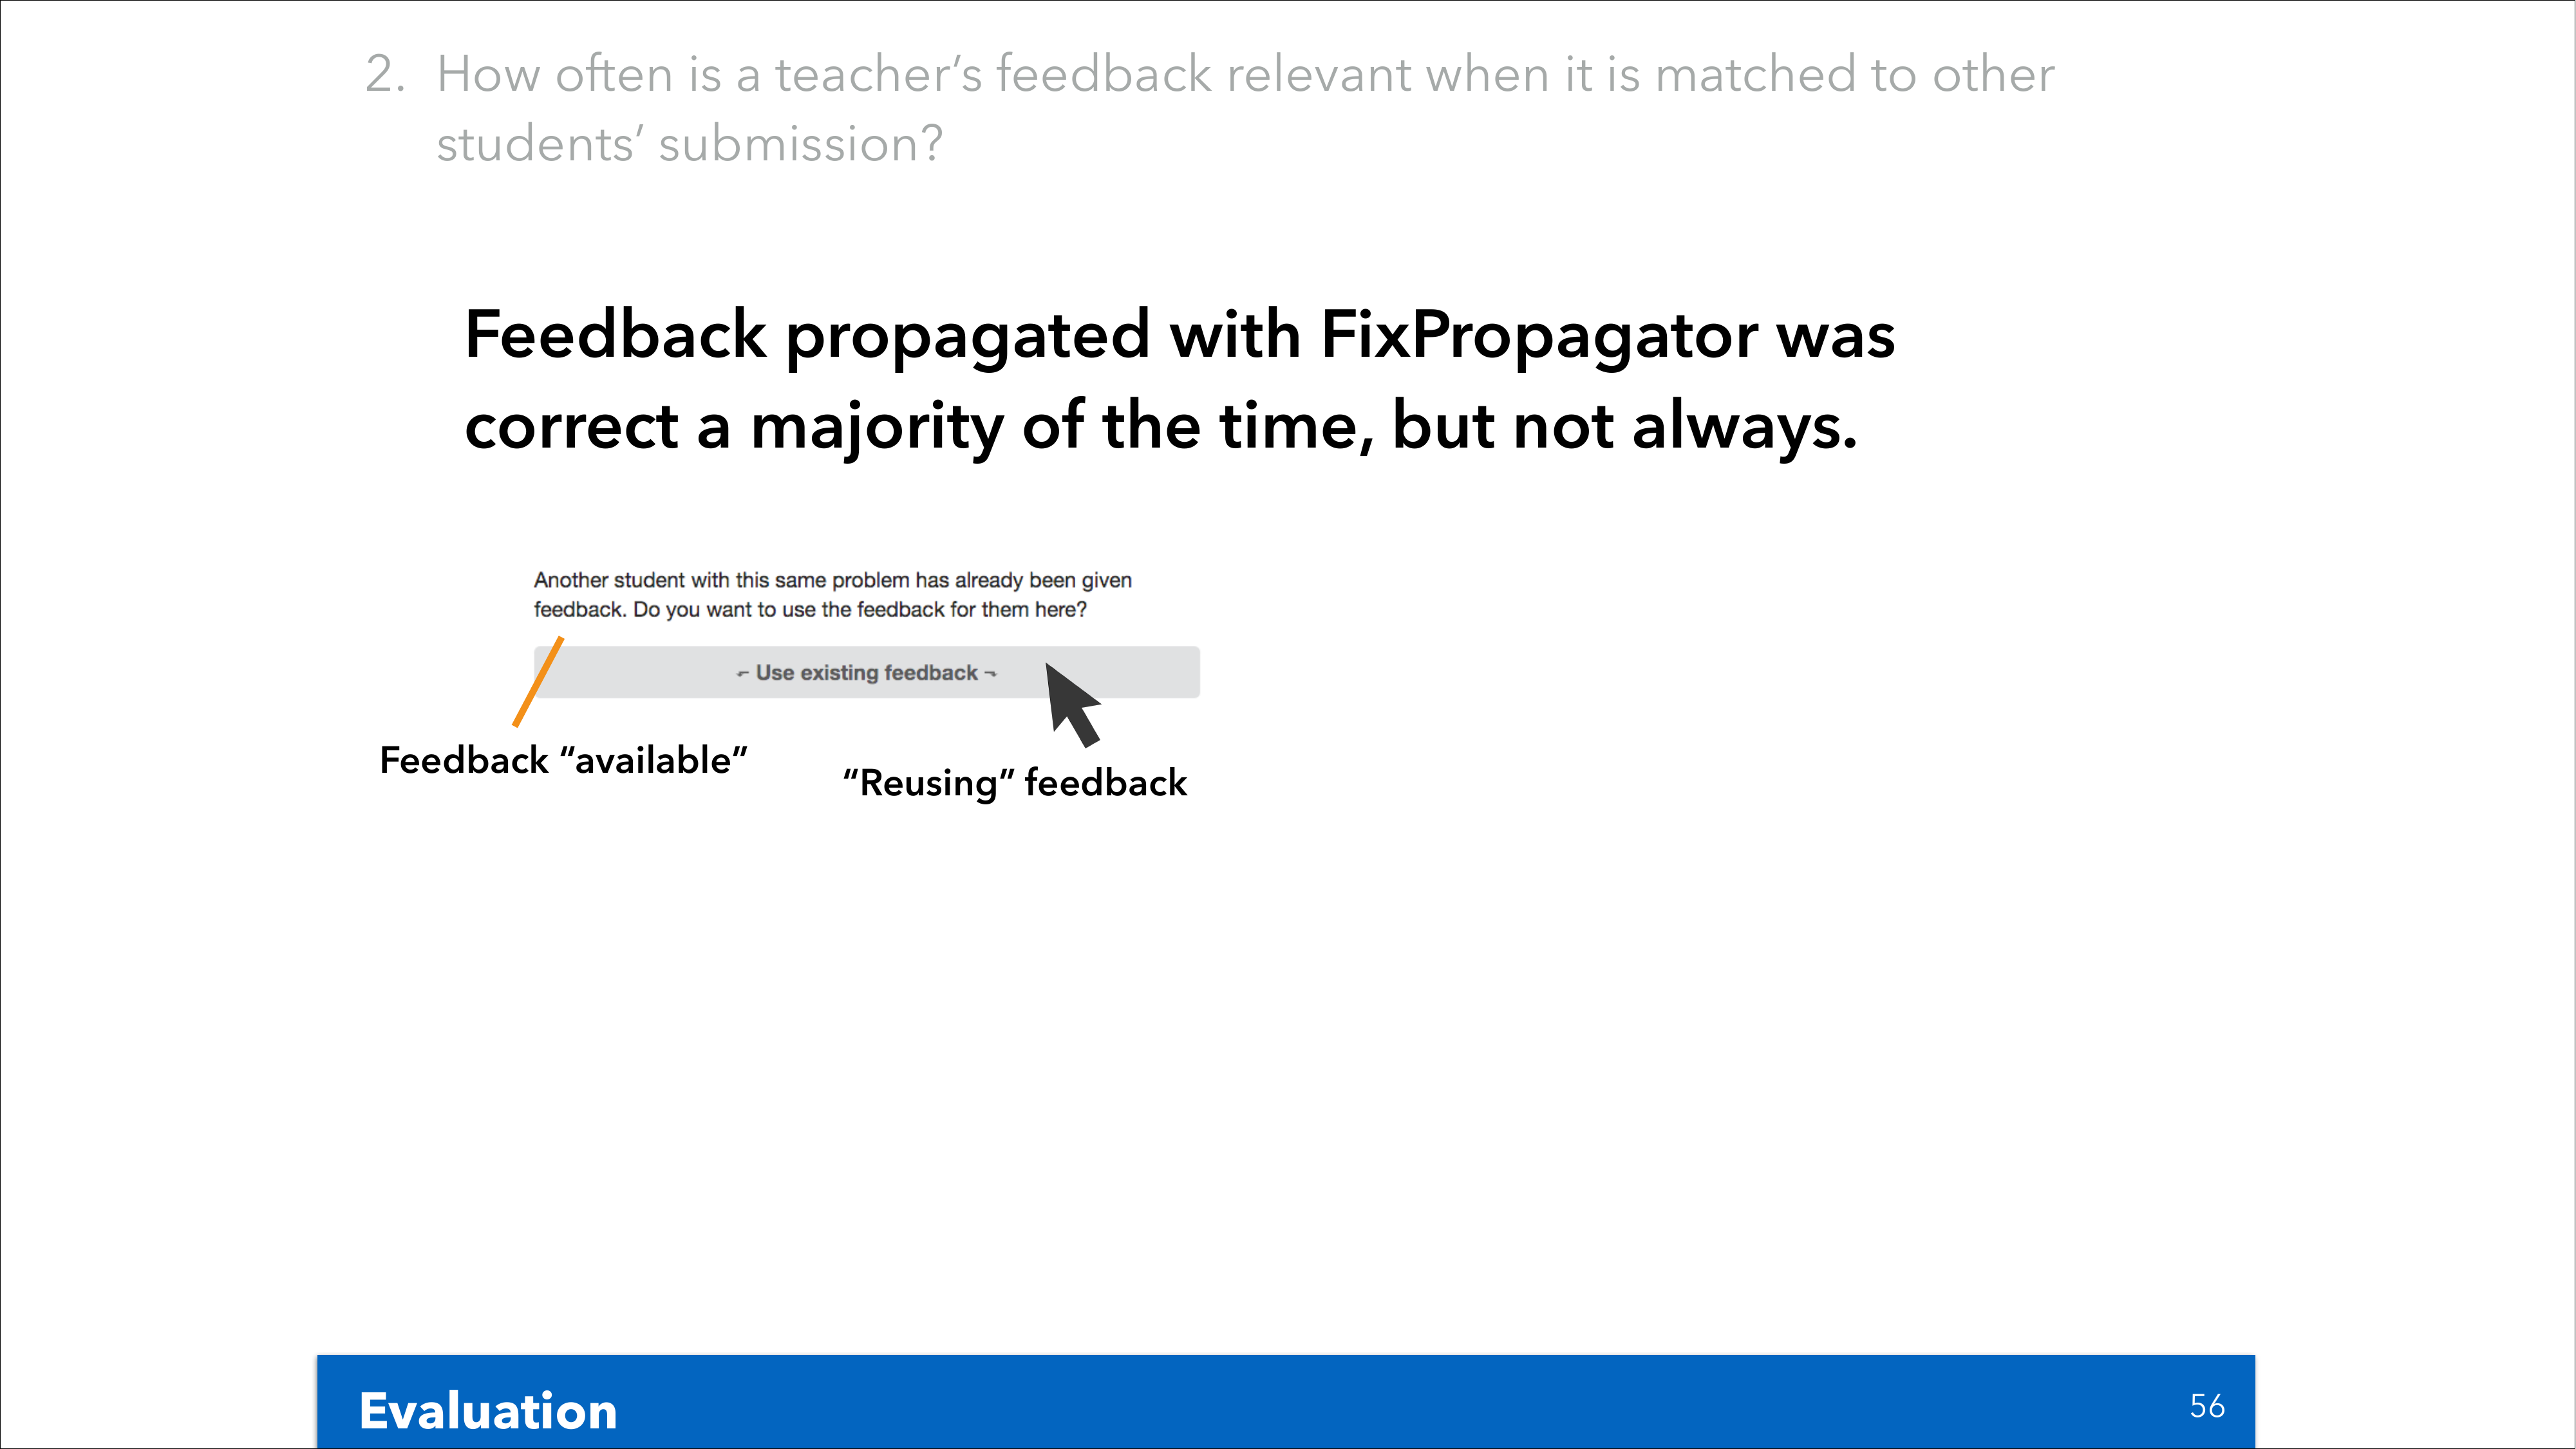 2. How often is a teacher’s feedback relevant when it is matched to other
students’ submission?
Feedback propagated with FixPropagator was
correct a majority of the time, but not always.
Another student with this same problem has already been given
feedback. Do you want to use the feedback for them here?
Use existing feedback
Feedback “available”
“Reusing” feedback
Evaluation
56